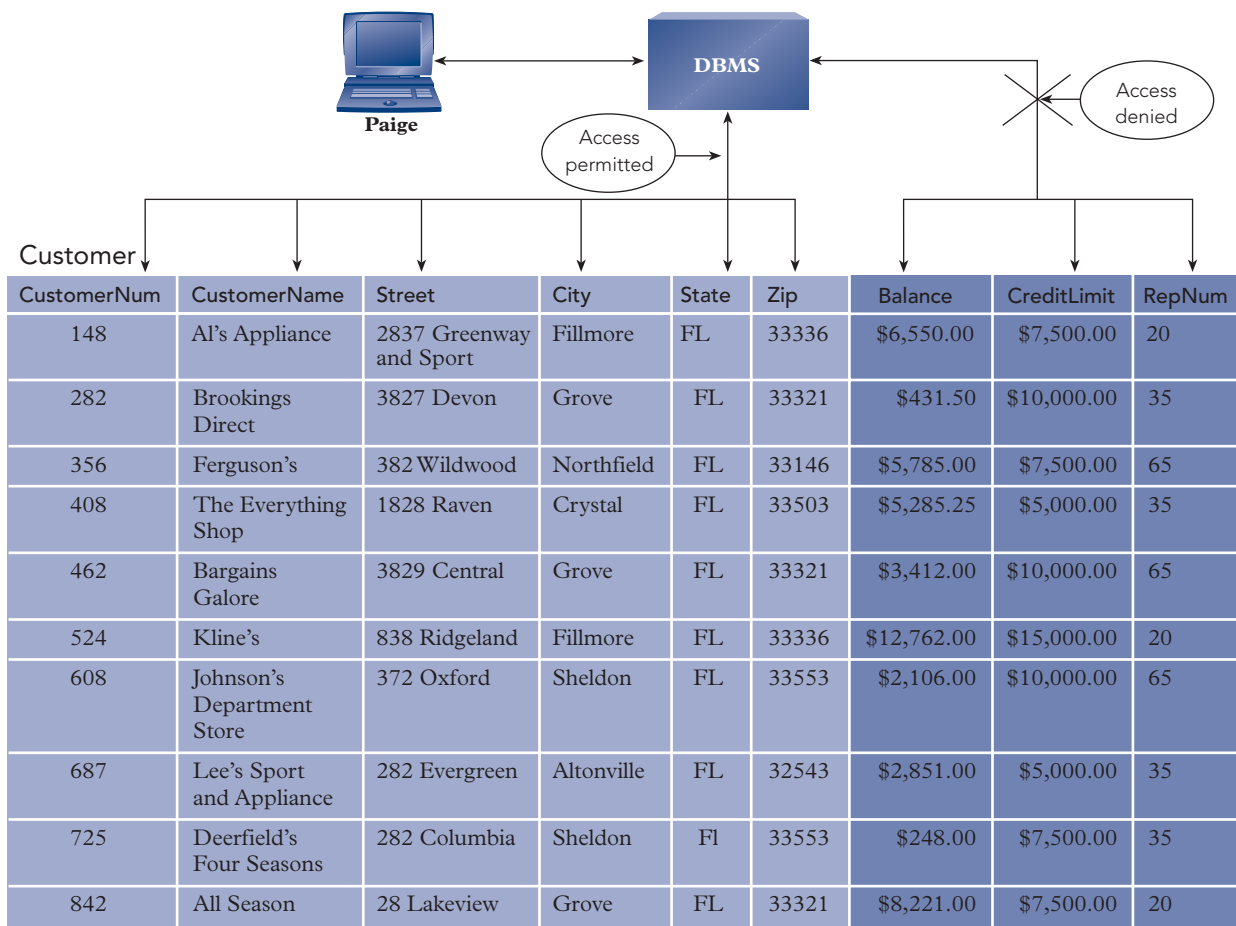 DBMS
Paige
Access
denied
Access
permitted
Customer
CustomerNum CustomerName Street City State Zip Balance CreditLimit RepNum
148 Al's Appliance 2837 Greenway Fillmore FL 33336 $6,550.00 $7,500.00 20
and Sport
282 Brookings 3827 Devon Grove FL 33321 $431.50 $10,000.00 35
Direct
356 Ferguson's 382 Wildwood Northfield FL 33146 $5,785.00 $7,500.00 65
408 The Everything 1828 Raven Crystal FL 33503 $5,285.25 $5,000.00 35
Shop
462 Bargains 3829 Central Grove FL 33321 $3,412.00 $10,000.00 65
Galore
524 Kline's 838 Ridgeland Fillmore FL 33336 $12,762.00 $15,000.00 20
608 Johnson's 372 Oxford Sheldon FL 33553 $2,106.00 $10,000.00 65
Department
Store
687 Lee's Sport 282 Evergreen Altonville FL 32543 $2,851.00 $5,000.00 35
and Appliance
725 Deerfield's 282 Columbia Sheldon Fl 33553 $248.00 $7,500.00 35
Four Seasons
842 All Season 28 Lakeview Grove FL 33321 $8,221.00 $7,500.00 20